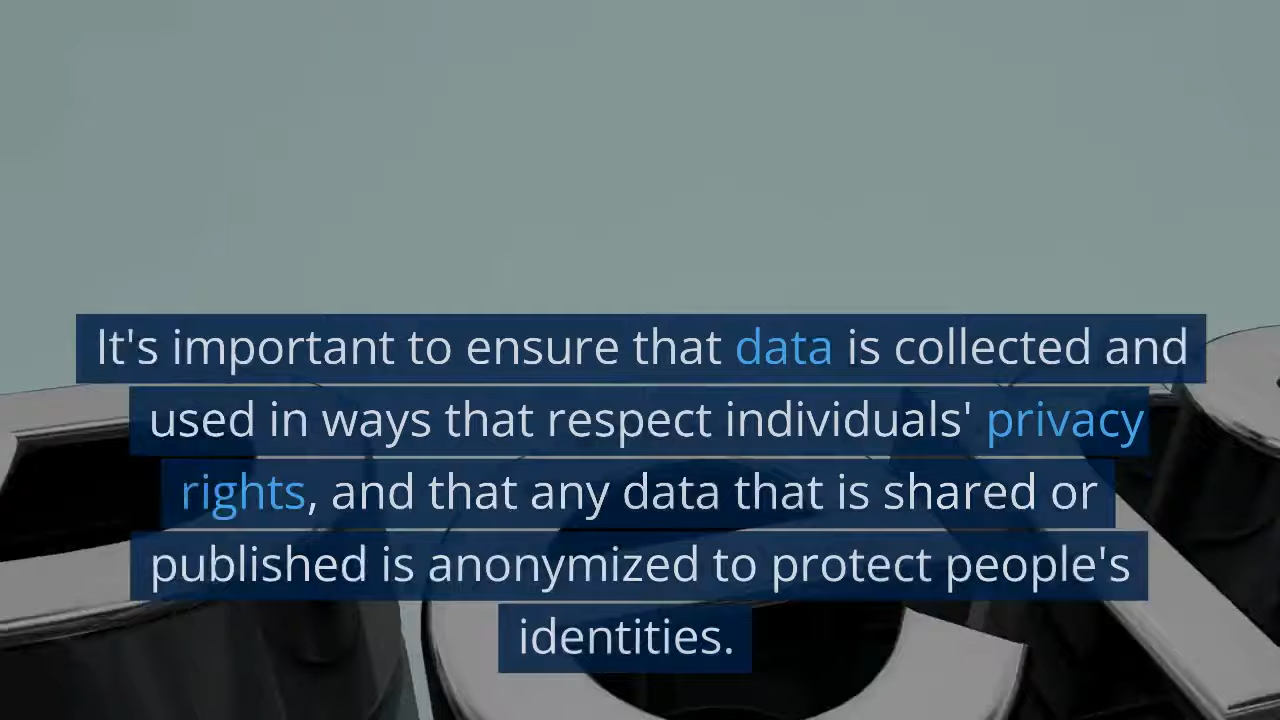 It's important to ensure that data is collected and
used in ways that respect individuals' privacy
rights, and that any data that is shared or
published is anonymized to protect people's
identities.